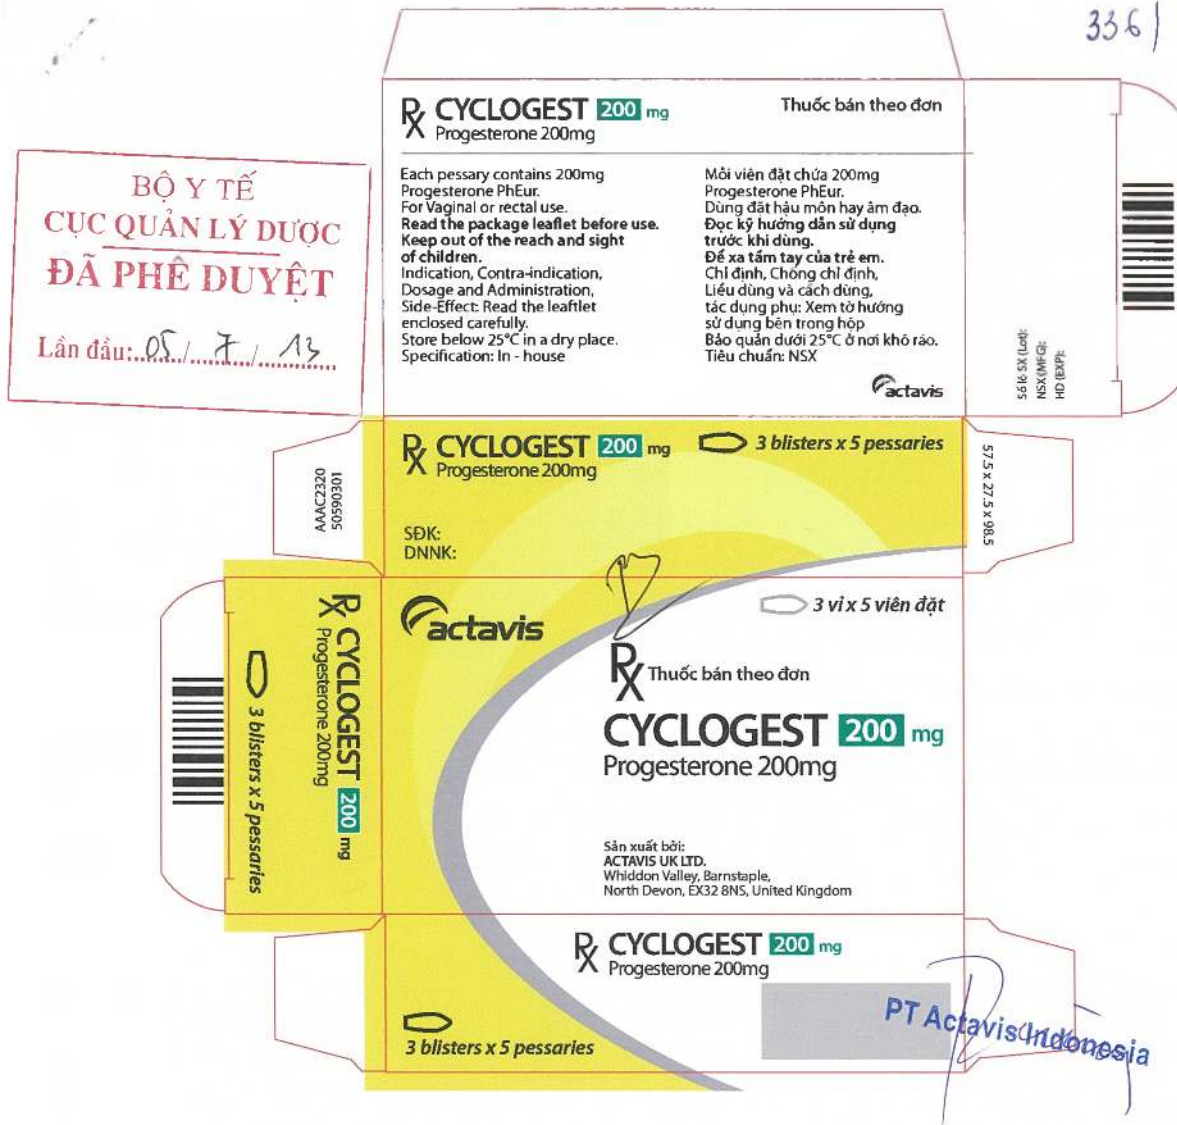 3361
BỘ Y TẾ
CỤC QUẢN LÝ DƯỢC
ĐÃ PHÊ DUYỆT
Lần đầu: 05 / 7 / 13
Rx CYCLOGEST 200 mg
Progesterone 200mg
Thuốc bán theo đơn
Each pessary contains 200mg
Progesterone PhEur.
For Vaginal or rectal use.
Read the package leaflet before use.
Keep out of the reach and sight
of children.
Indication, Contra-indication,
Dosage and Administration,
Side-Effect: Read the leaftlet
enclosed carefully.
Store below 25°C in a dry place.
Specification: In - house
Mỗi viên đặt chứa 200mg
Progesterone PhEur.
Dùng đặt hậu môn hay âm đạo.
Đọc kỹ hướng dẫn sử dụng
trước khi dùng.
Để xa tầm tay của trẻ em.
Chỉ định, Chống chỉ định,
Liều dùng và cách dùng,
tác dụng phụ: Xem tờ hướng
sử dụng bên trong hộp
Bảo quản dưới 25°C ở nơi khô ráo.
Tiêu chuẩn: NSX
actavis
Số lô SX (Lot):
NSX (MFG):
HD (EXP):
AAAC2320
50590301
Rx CYCLOGEST 200 mg
Progesterone 200mg
3 blisters x 5 pessaries
SĐK:
DNNK:
57.5 x 27.5 x 98.5
Rx CYCLOGEST 200 mg
Progesterone 200mg
3 blisters x 5 pessaries
actavis
3 vỉ x 5 viên đặt
Rx Thuốc bán theo đơn
CYCLOGEST 200 mg
Progesterone 200mg
Sản xuất bởi:
ACTAVIS UK LTD.
Whiddon Valley, Barnstaple,
North Devon, EX32 8NS, United Kingdom
Rx CYCLOGEST 200 mg
Progesterone 200mg
3 blisters x 5 pessaries
PT Actavis Indonesia